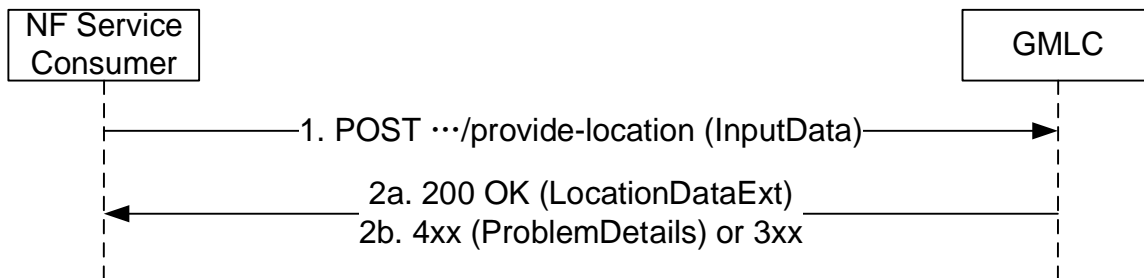 NF Service
Consumer
GMLC
1. POST ···/provide-location (InputData)
2a. 200 OK (LocationDataExt)
2b. 4xx (ProblemDetails) or 3xx